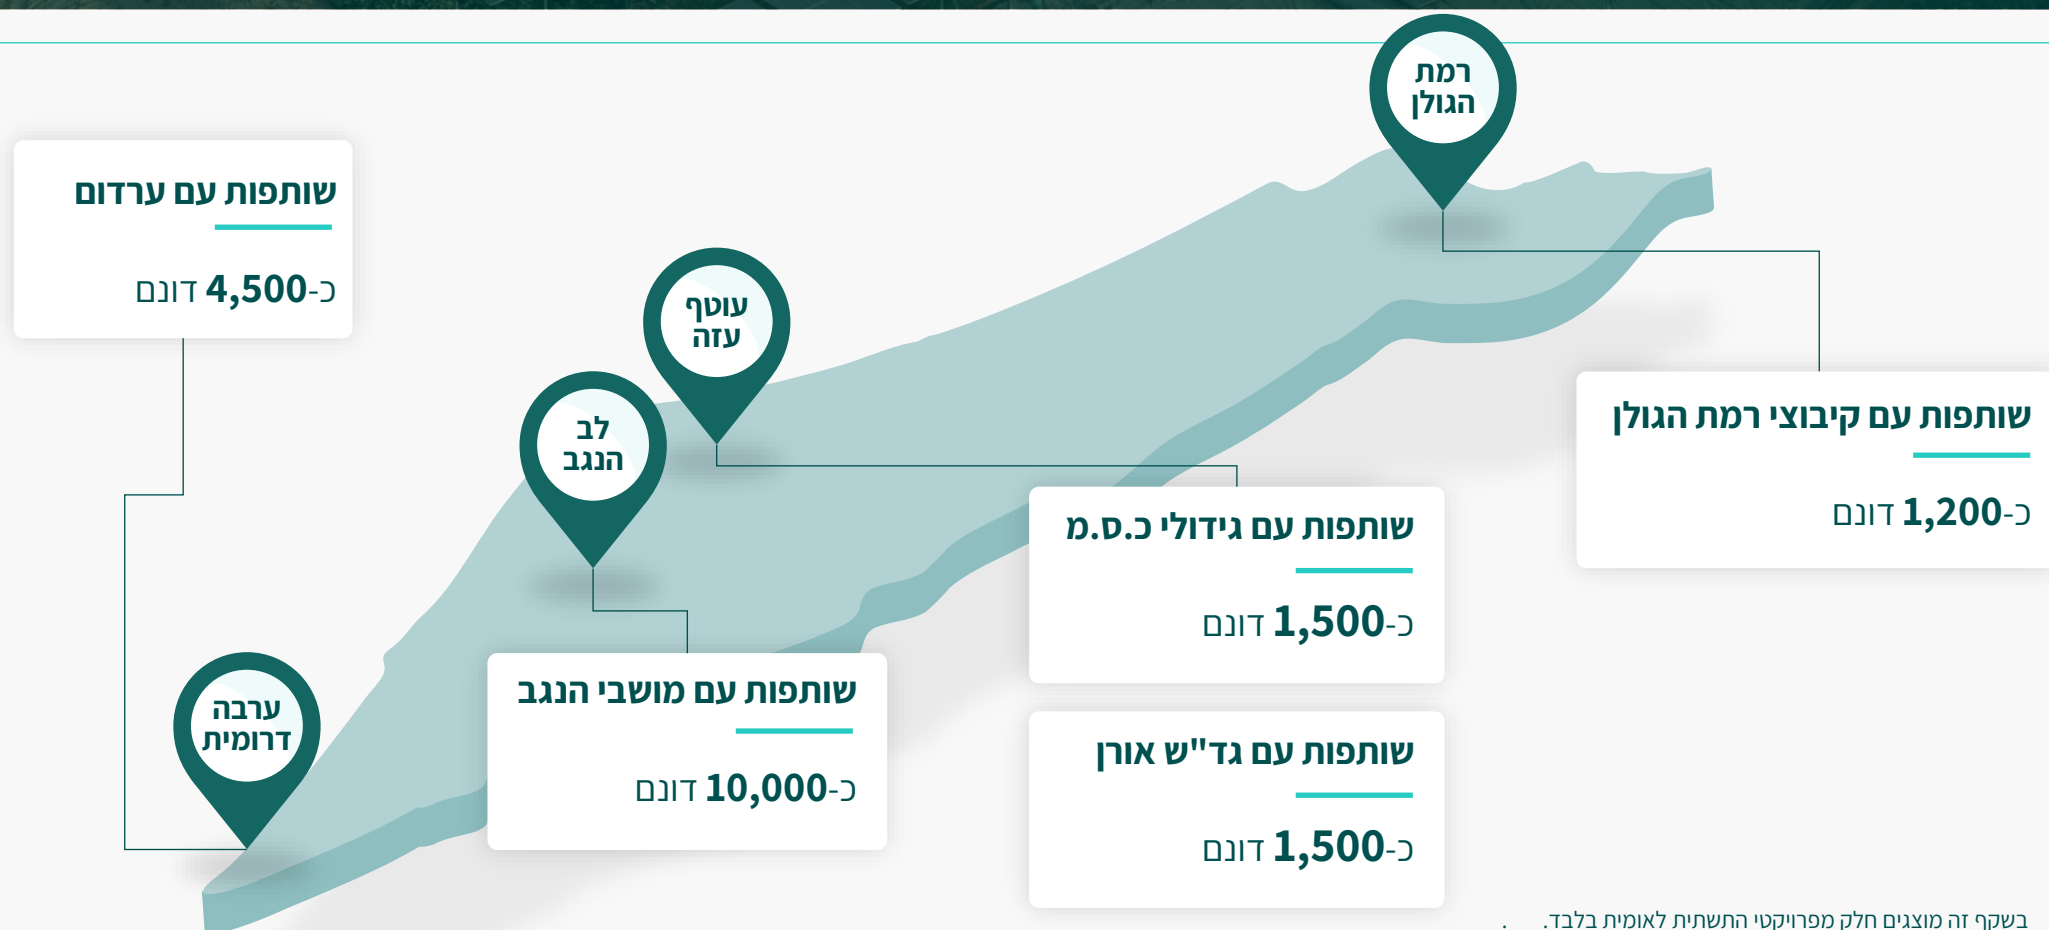 רמת
הגולן
שותפות עם קיבוצי רמת הגולן
כ-1,200 דונם
עוטף
עזה
שותפות עם גידולי כ.ס.מ
כ-1,500 דונם
שותפות עם גד"ש אורן
כ-1,500 דונם
לב
הנגב
שותפות עם מושבי הנגב
כ-10,000 דונם
ערבה
דרומית
שותפות עם ערדום
כ-4,500 דונם
בשקף זה מוצגים חלק מפרויקטי התשתית לאומית בלבד. .